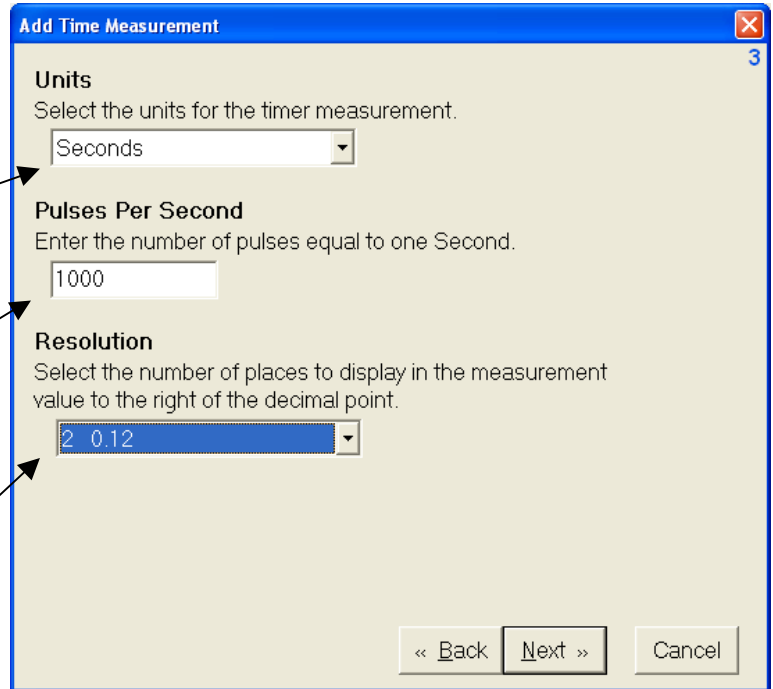 Add Time Measurement
3
Units
Select the units for the timer measurement.
Seconds
Pulses Per Second
Enter the number of pulses equal to one Second.
1000
Resolution
Select the number of places to display in the measurement
value to the right of the decimal point.
2 0.12
« Back Next » Cancel